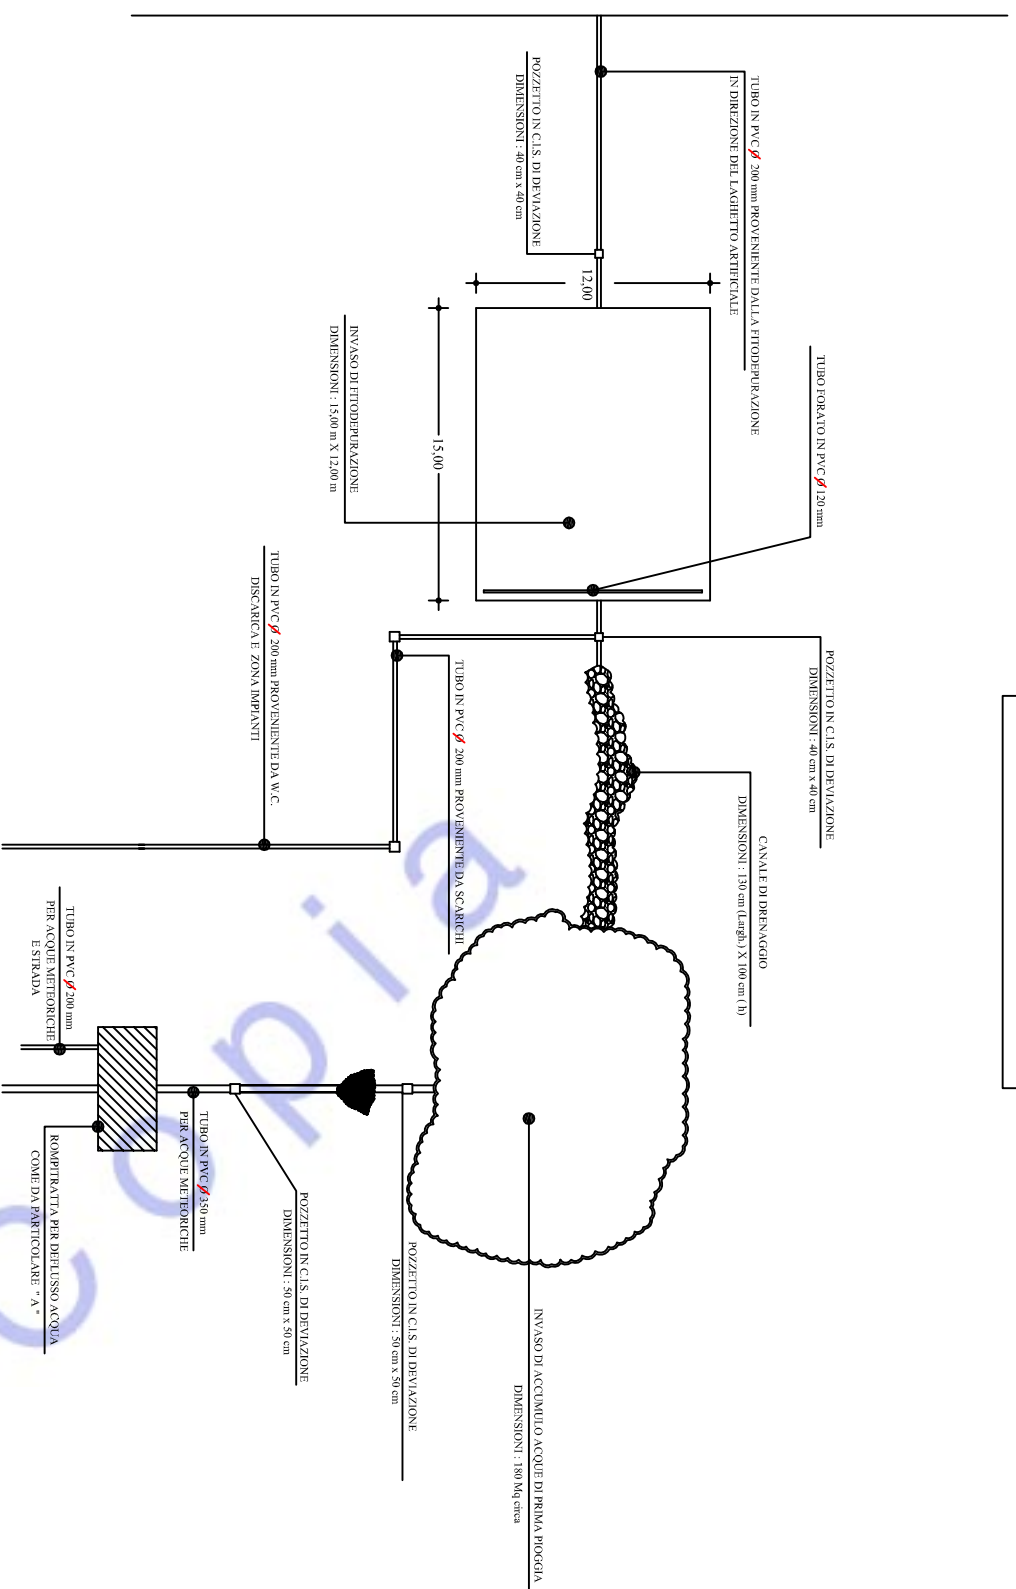 TUBO IN PVC Ø 200 mm PROVENIENTE DALLA FITODEPURAZIONE
IN DIREZIONE DEL LAGHETTO ARTIFICIALE
POZZETTO IN C.I.S. DI DEVIAZIONE
DIMENSIONI : 40 cm x 40 cm
12,00
15,00
TUBO FORATO IN PVC Ø 120 mm
INVASO DI FITODEPURAZIONE
DIMENSIONI : 15,00 m X 12,00 m
POZZETTO IN C.I.S. DI DEVIAZIONE
DIMENSIONI : 40 cm x 40 cm
TUBO IN PVC Ø 200 mm PROVENIENTE DA W.C.
DISCARICA E ZONA IMPIANTI
TUBO IN PVC Ø 200 mm PROVENIENTE DA SCARICHI
CANALE DI DRENAGGIO
DIMENSIONI : 130 cm (Largh.) X 100 cm ( h)
TUBO IN PVC Ø 200 mm
PER ACQUE METEORICHE
E STRADA
TUBO IN PVC Ø 350 mm
PER ACQUE METEORICHE
ROMPITRATTA PER DEFLUSSO ACQUA
COME DA PARTICOLARE " A "
POZZETTO IN C.I.S. DI DEVIAZIONE
DIMENSIONI : 50 cm x 50 cm
POZZETTO IN C.I.S. DI DEVIAZIONE
DIMENSIONI : 50 cm x 50 cm
INVASO DI ACCUMULO ACQUE DI PRIMA PIOGGIA
DIMENSIONI : 180 Mq circa
Copia